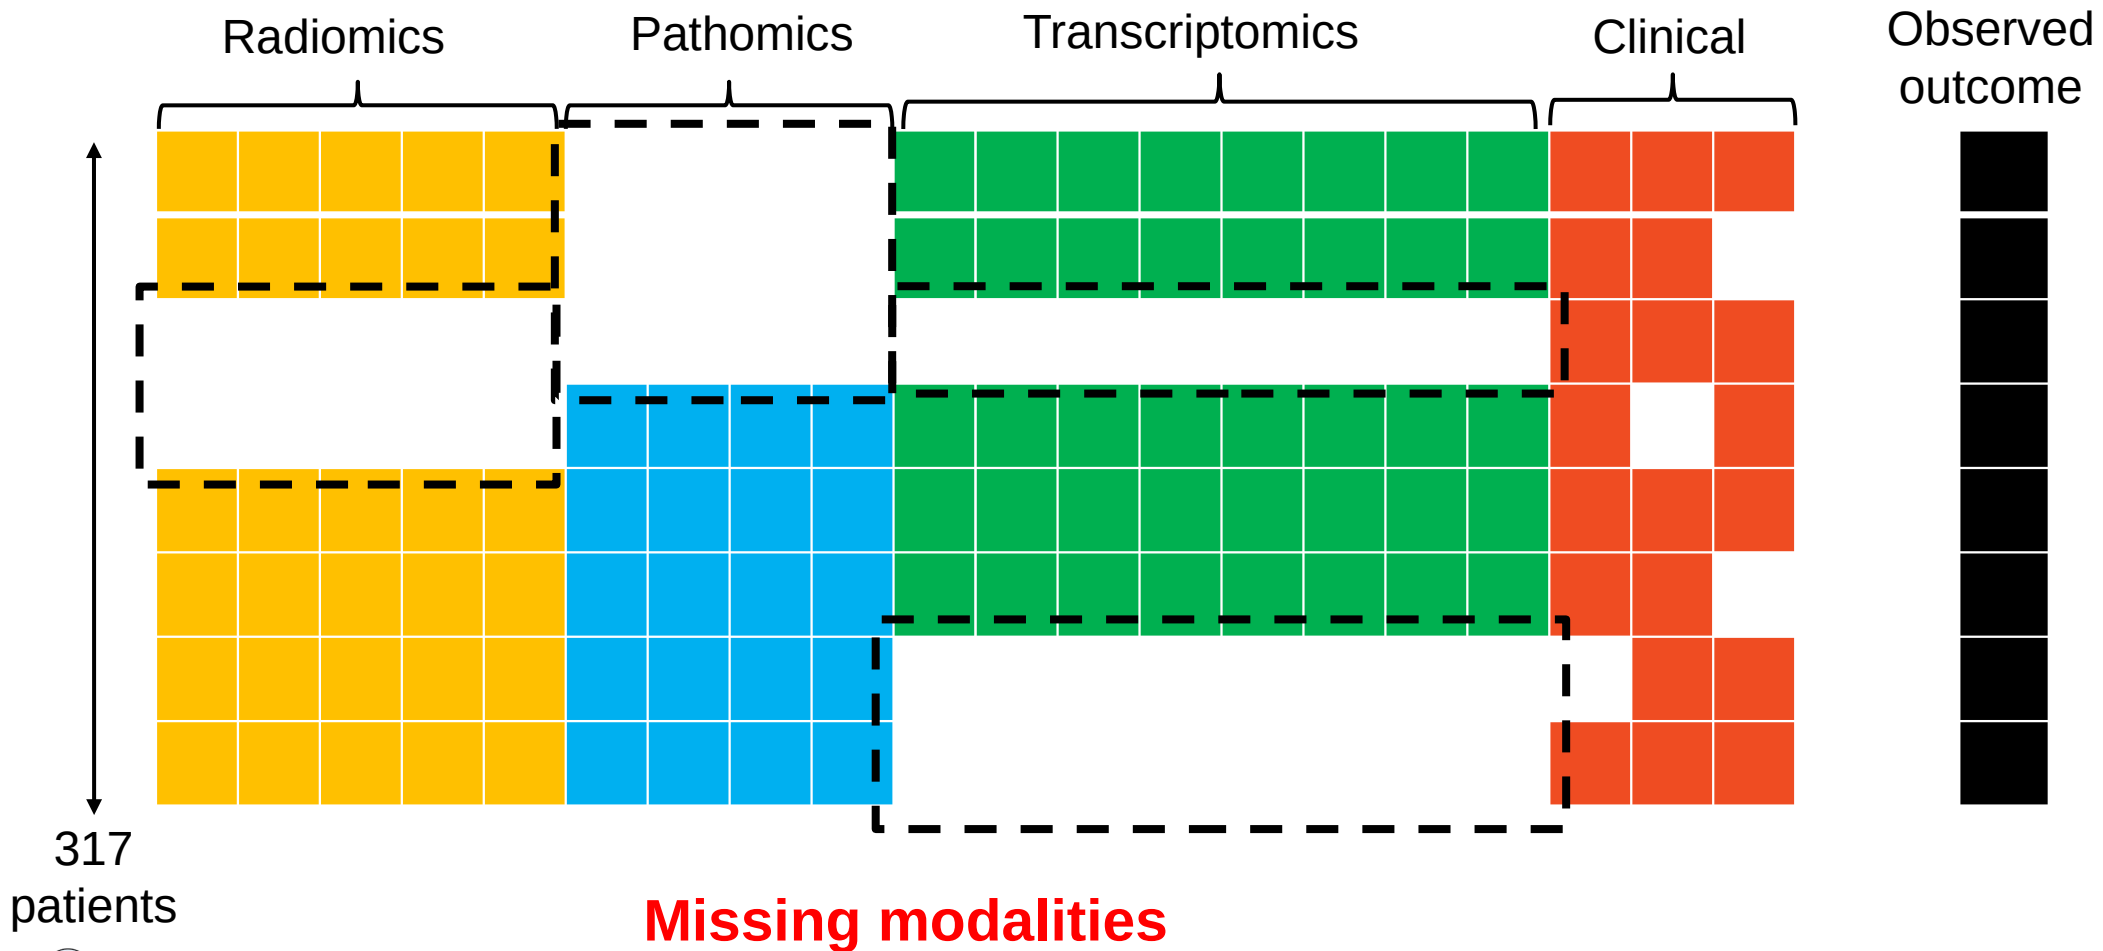 Radiomics
Pathomics
Transcriptomics
Clinical
Observed
outcome
317
patients
Missing modalities